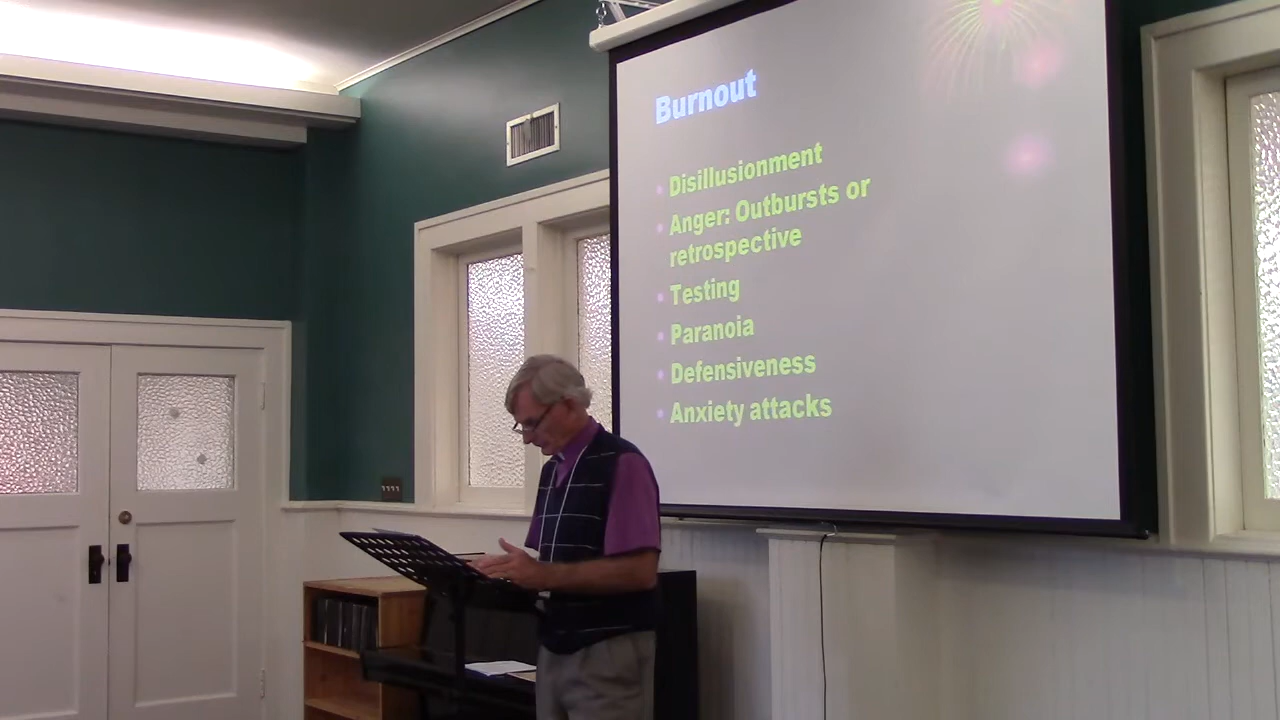 Burnout
Disillusionment
Anger: Outbursts or
retrospective
Testing
Paranoia
Defensiveness
Anxiety attacks